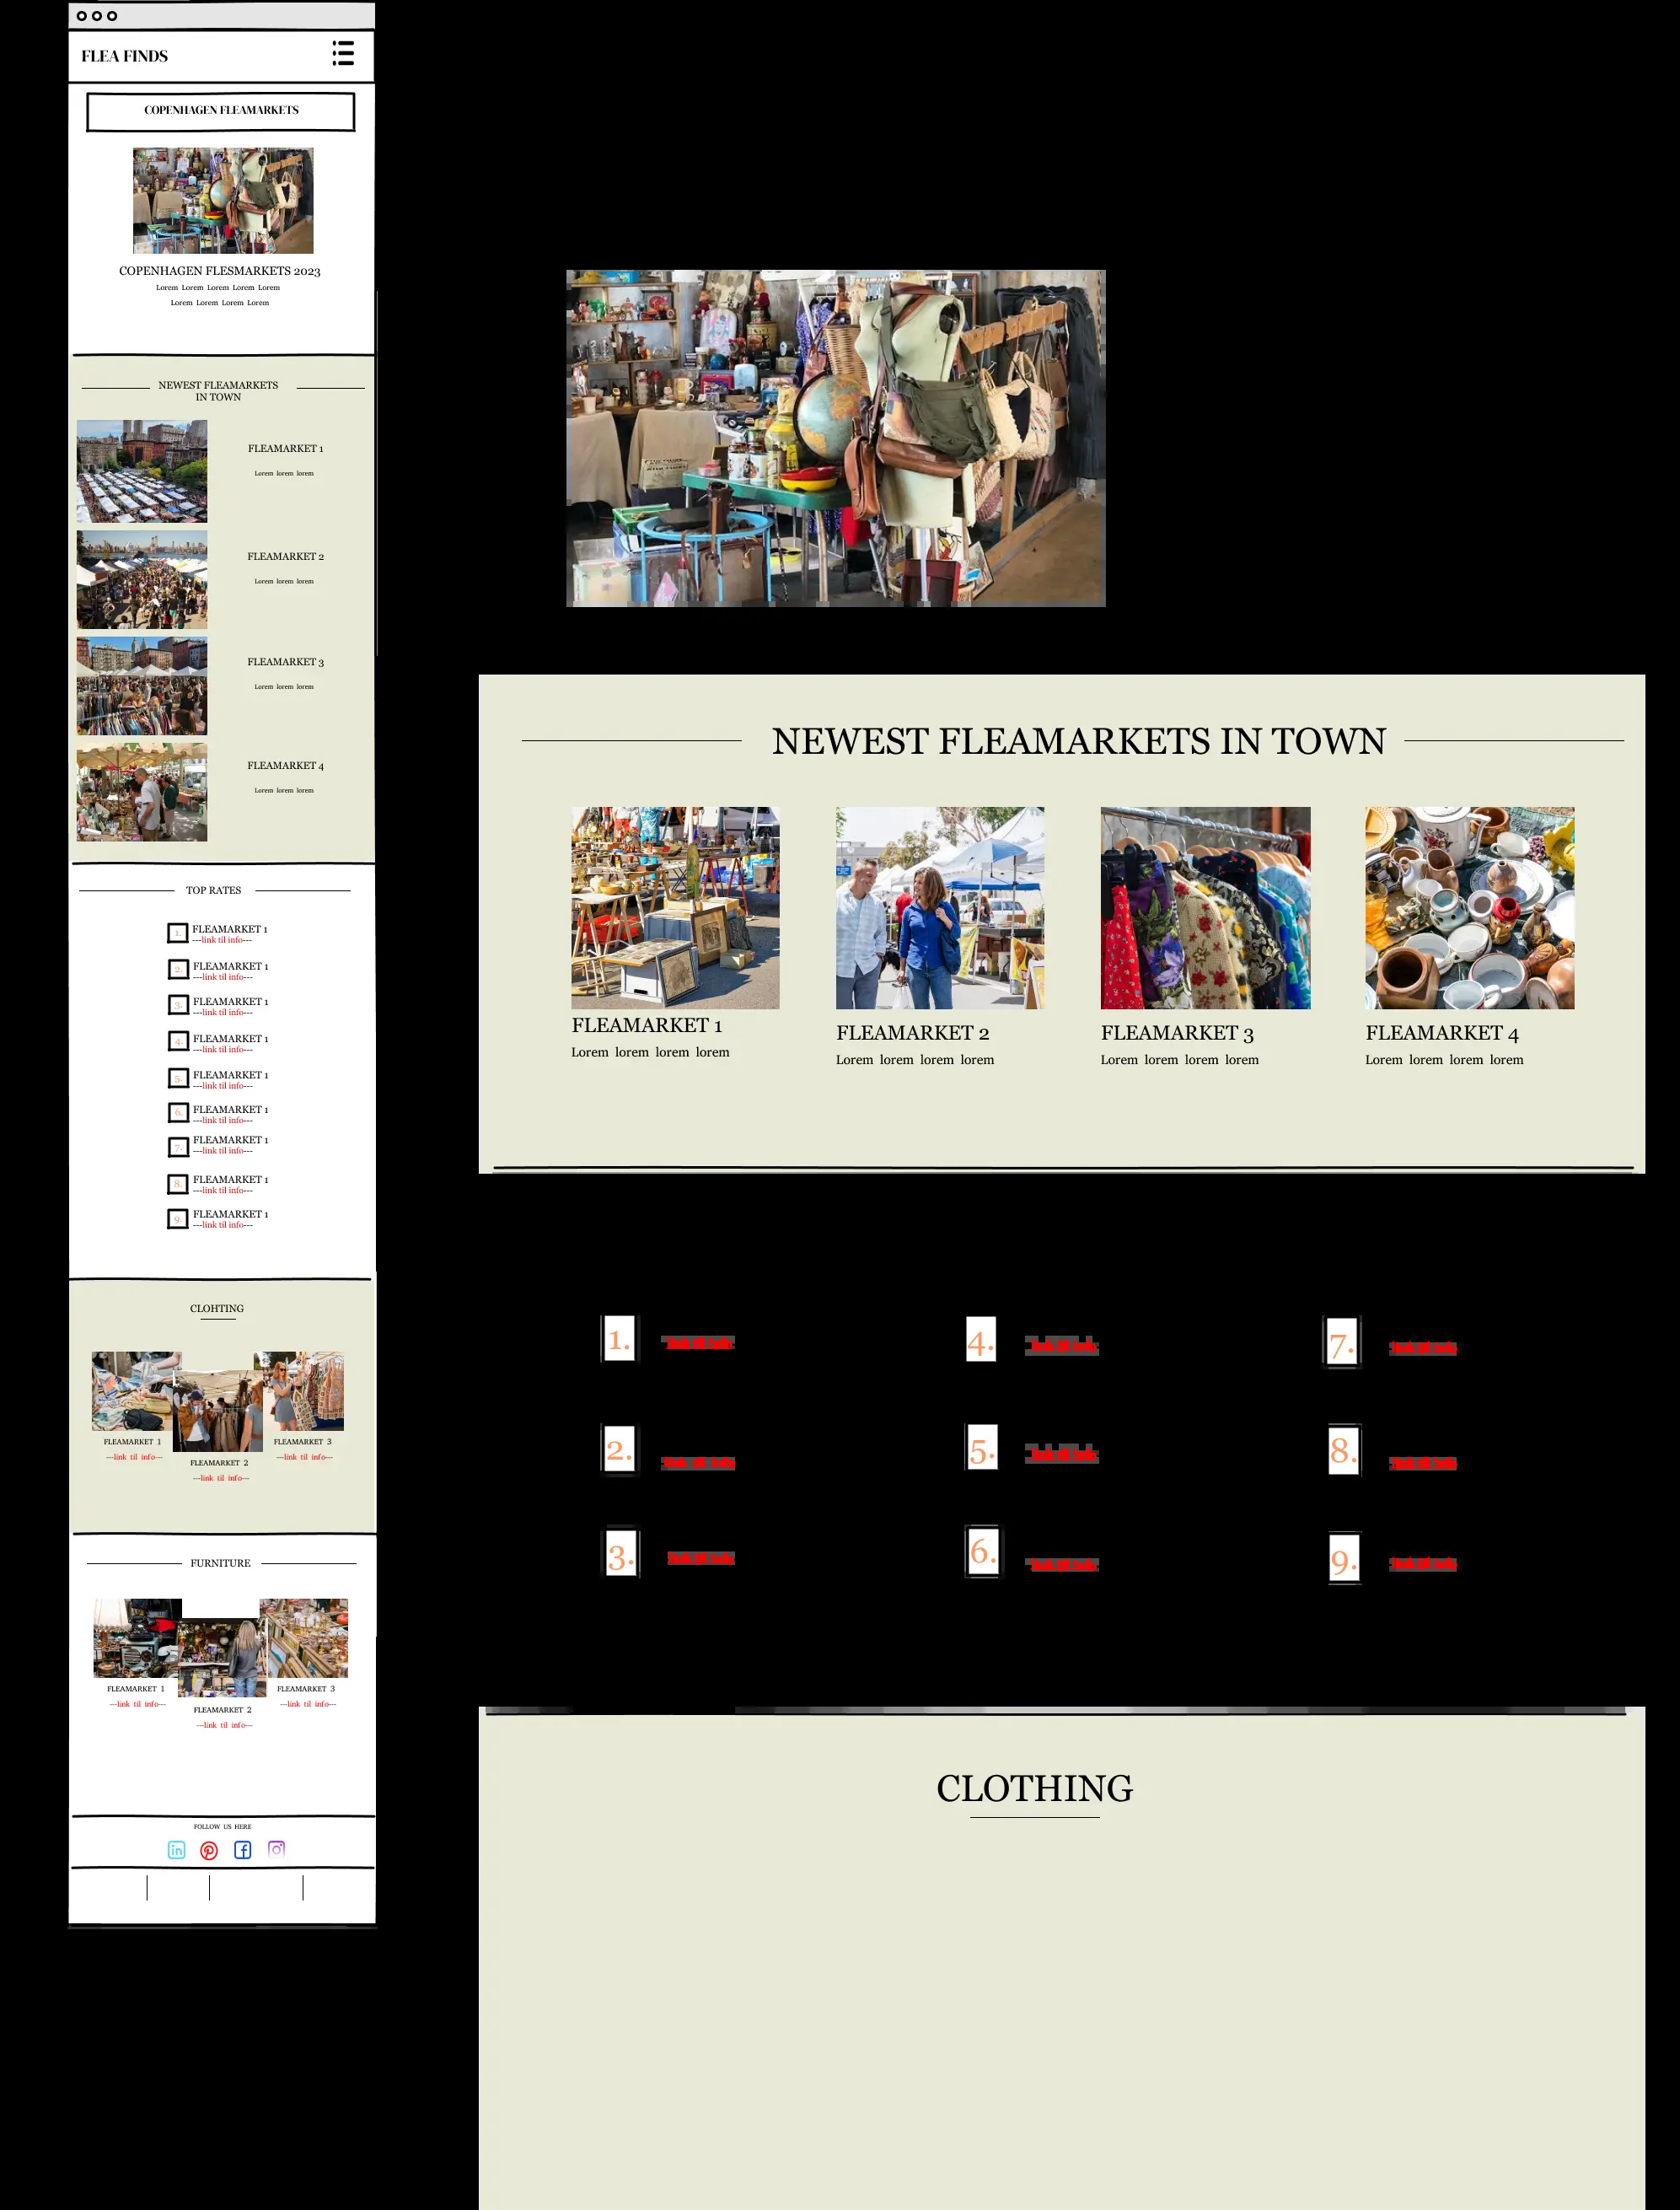 FLEA FINDS
COPENHAGEN FLEAMARKETS
COPENHAGEN FLESMARKETS 2023
Lorem Lorem Lorem Lorem Lorem
Lorem Lorem Lorem Lorem
NEWEST FLEAMARKETS
IN TOWN
FLEAMARKET 1
Lorem lorem lorem
FLEAMARKET 2
Lorem lorem lorem
FLEAMARKET 3
Lorem lorem lorem
FLEAMARKET 4
Lorem lorem lorem
TOP RATES
1. FLEAMARKET 1
---link til info---
2. FLEAMARKET 1
---link til info---
3. FLEAMARKET 1
---link til info---
4. FLEAMARKET 1
---link til info---
5. FLEAMARKET 1
---link til info---
6. FLEAMARKET 1
---link til info---
7. FLEAMARKET 1
---link til info---
8. FLEAMARKET 1
---link til info---
9. FLEAMARKET 1
---link til info---
CLOHTING
FLEAMARKET 1
---link til info---
FLEAMARKET 2
---link til info---
FLEAMARKET 3
---link til info---
FURNITURE
FLEAMARKET 1
---link til info---
FLEAMARKET 2
---link til info---
FLEAMARKET 3
---link til info---
FOLLOW US HERE
NEWEST FLEAMARKETS IN TOWN
FLEAMARKET 1
Lorem lorem lorem lorem
FLEAMARKET 2
Lorem lorem lorem lorem
FLEAMARKET 3
Lorem lorem lorem lorem
FLEAMARKET 4
Lorem lorem lorem lorem
1. link til info
2. link til info
3. link til info
4. link til info
5. link til info
6. link til info
7. link til info
8. link til info
9. link til info
CLOTHING